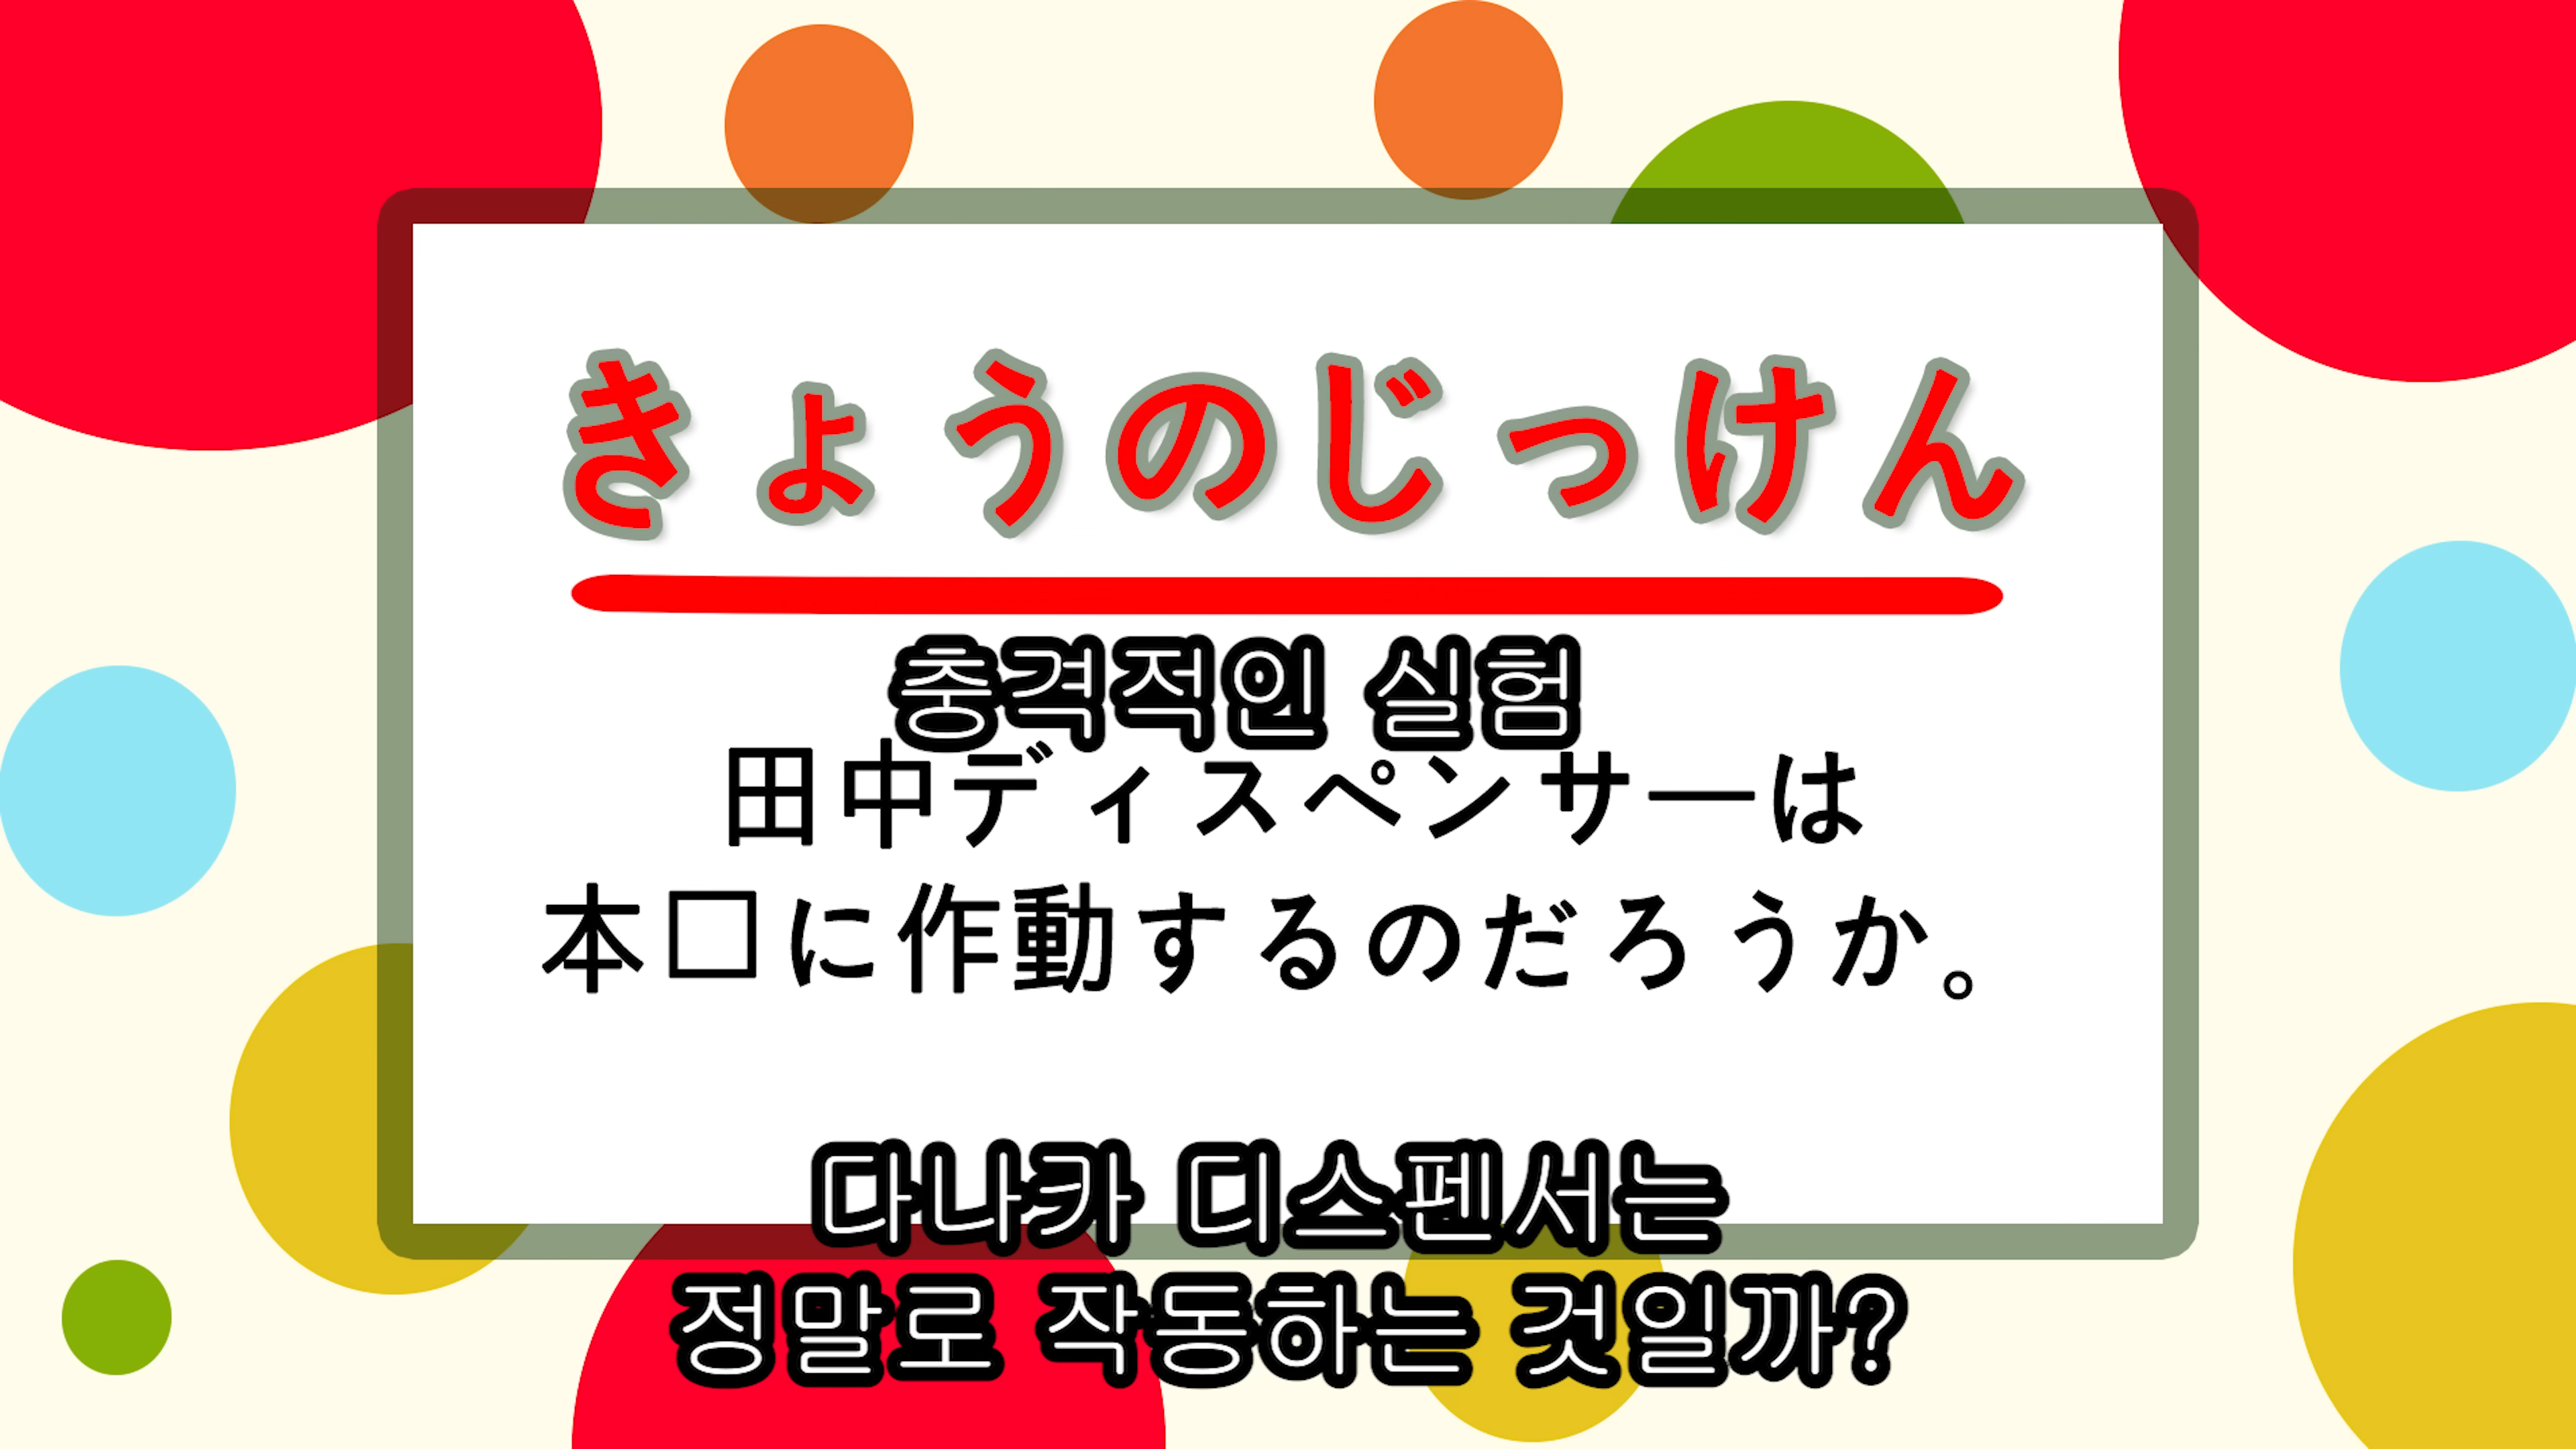 きょうのじっけん
충격적인 실험
田中ディスペンサーは
本□に作動するのだろうか。
다나카 디스펜서는
정말로 작동하는 것일까?